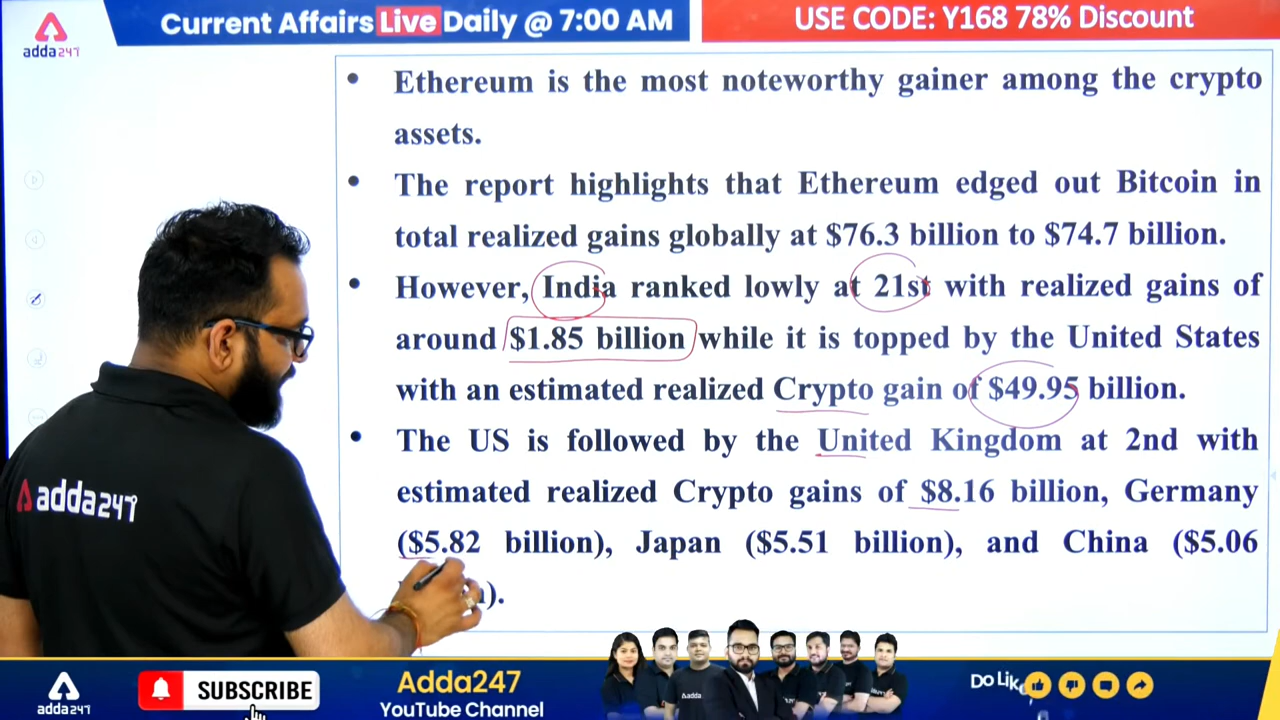 Current Affairs Live Daily @ 7:00 AM
USE CODE: Y168 78% Discount
adda247
• Ethereum is the most noteworthy gainer among the crypto
assets.
• The report highlights that Ethereum edged out Bitcoin in
total realized gains globally at $76.3 billion to $74.7 billion.
• However, India ranked lowly at 21st with realized gains of
around $1.85 billion while it is topped by the United States
with an estimated realized Crypto gain of $49.95 billion.
• The US is followed by the United Kingdom at 2nd with
estimated realized Crypto gains of $8.16 billion, Germany
($5.82 billion), Japan ($5.51 billion), and China ($5.06
).
adda247
adda247
SUBSCRIBE
Adda247
YouTube Channel
Do Lik